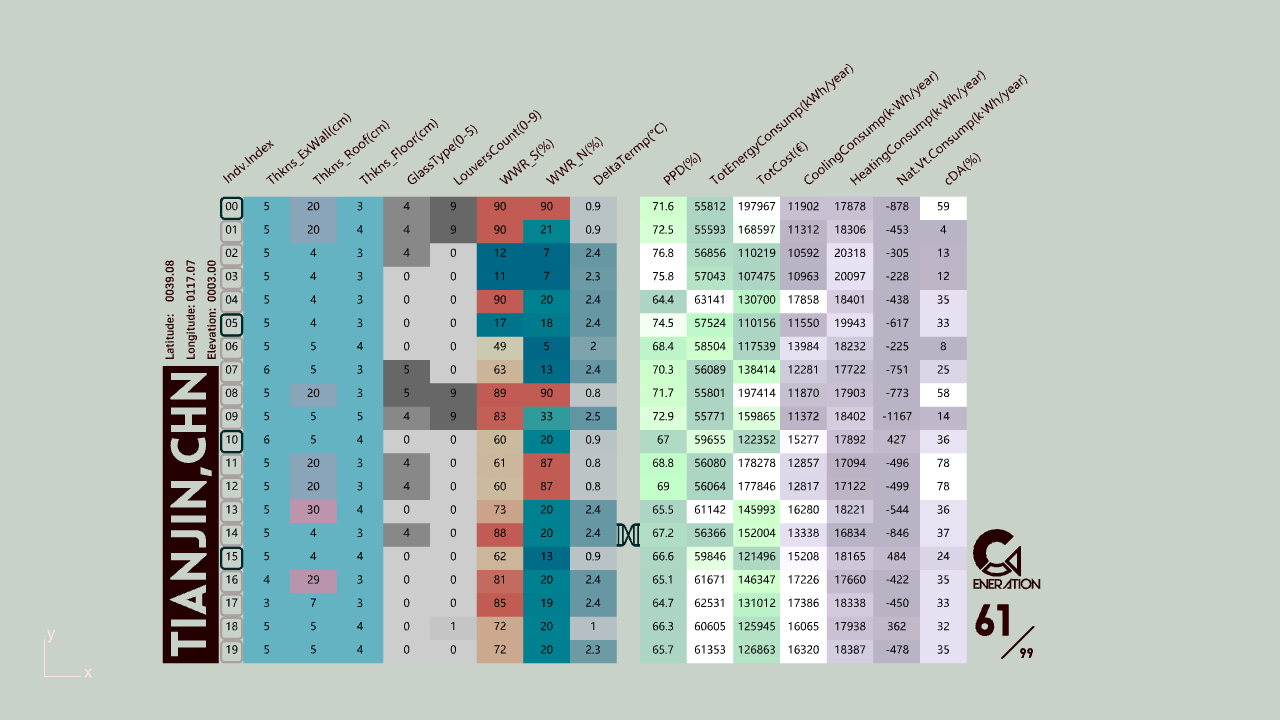 Indv.Index Thkns_ExWall(cm) Thkns_Roof(cm) Thkns_Floor(cm) GlassType(0-5) LouversCount(0-9) WWR_S(%) WWR_N(%) DeltaTermp(°C) PPD(%) TotEnergyConsump(kWh/year) TotCost(€) CoolingConsump(k·Wh/year) HeatingConsump(k·Wh/year) Nat.Vt.Consump(k·Wh/year) cDA(%)
00 5 20 3 4 9 90 90 0.9 71.6 55812 197967 11902 17878 -878 59
01 5 20 4 4 9 90 21 0.9 72.5 55593 168597 11312 18306 -453 4
02 5 4 3 4 0 12 7 2.4 76.8 56856 110219 10592 20318 -305 13
03 5 4 3 0 0 11 7 2.3 75.8 57043 107475 10963 20097 -228 12
04 5 4 3 0 0 90 20 2.4 64.4 63141 130700 17858 18401 -438 35
05 5 4 3 0 0 17 18 2.4 74.5 57524 110156 11550 19943 -617 33
06 5 5 4 0 0 49 5 2 68.4 58504 117539 13984 18232 -225 8
07 6 5 3 5 0 63 13 2.4 70.3 56089 138414 12281 17722 -751 25
08 5 20 3 5 9 89 90 0.8 71.7 55801 197414 11870 17903 -773 58
09 5 5 5 4 9 83 33 2.5 72.9 55771 159865 11372 18402 -1167 14
10 6 5 4 0 0 60 20 0.9 67 59655 122352 15277 17892 427 36
11 5 20 3 4 0 61 87 0.8 68.8 56080 178278 12857 17094 -496 78
12 5 20 3 4 0 60 87 0.8 69 56064 177846 12817 17122 -499 78
13 5 30 4 0 0 73 20 2.4 65.5 61142 145993 16280 18221 -544 36
14 5 4 3 4 0 88 20 2.4 67.2 56366 152004 13338 16834 -846 37
15 5 4 4 0 0 62 13 0.9 66.6 59846 121496 15208 18165 484 24
16 4 29 3 0 0 81 20 2.4 65.1 61671 146347 17226 17660 -422 35
17 3 7 3 0 0 85 19 2.4 64.7 62531 131012 17386 18338 -450 33
18 5 5 4 0 1 72 20 1 66.3 60605 125945 16065 17938 362 32
19 5 5 4 0 0 72 20 2.3 65.7 61353 126863 16320 18387 -478 35
Latitude: 0039.08
Longitude: 0117.07
Elevation: 0003.00
TIANJIN,CHN
GENERATION
61/99
y
x